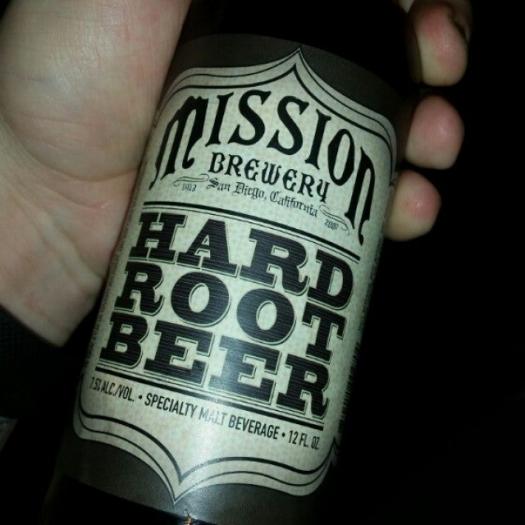 MISSION
BREWERY
San Diego, California
HARD
ROOT
BEER
7.5% ALC./VOL. • SPECIALTY MALT BEVERAGE • 12 FL. OZ.